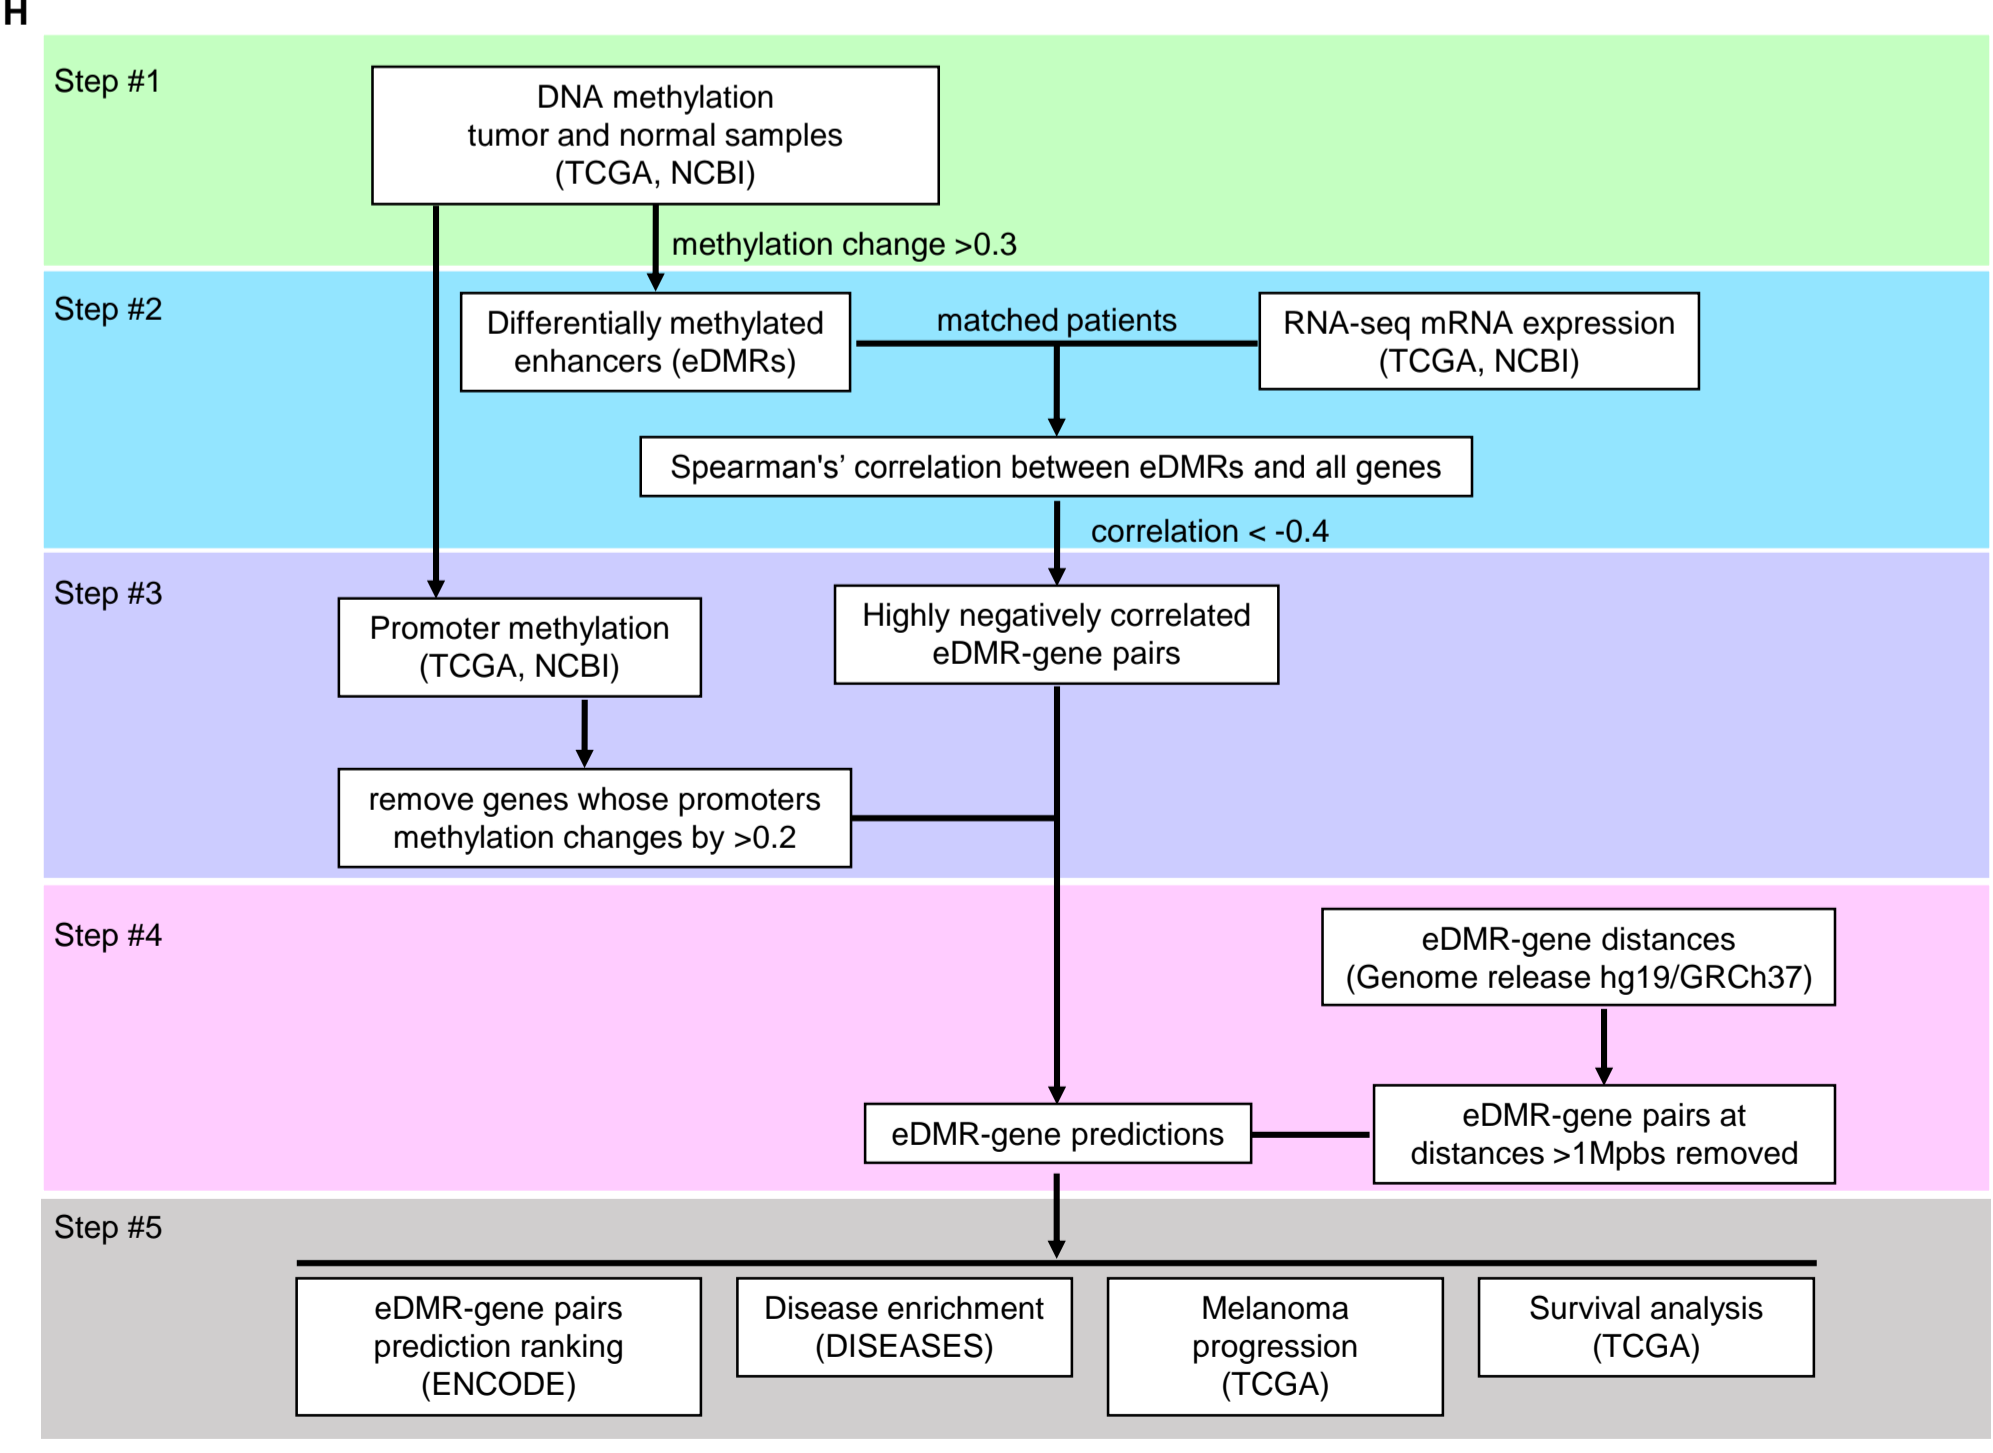 H
Step #1
DNA methylation
tumor and normal samples
(TCGA, NCBI)
methylation change >0.3
Step #2
Differentially methylated
enhancers (eDMRs)
matched patients
RNA-seq mRNA expression
(TCGA, NCBI)
Spearman's’ correlation between eDMRs and all genes
correlation < -0.4
Step #3
Promoter methylation
(TCGA, NCBI)
Highly negatively correlated
eDMR-gene pairs
remove genes whose promoters
methylation changes by >0.2
Step #4
eDMR-gene distances
(Genome release hg19/GRCh37)
eDMR-gene predictions
eDMR-gene pairs at
distances >1Mpbs removed
Step #5
eDMR-gene pairs
prediction ranking
(ENCODE)
Disease enrichment
(DISEASES)
Melanoma
progression
(TCGA)
Survival analysis
(TCGA)